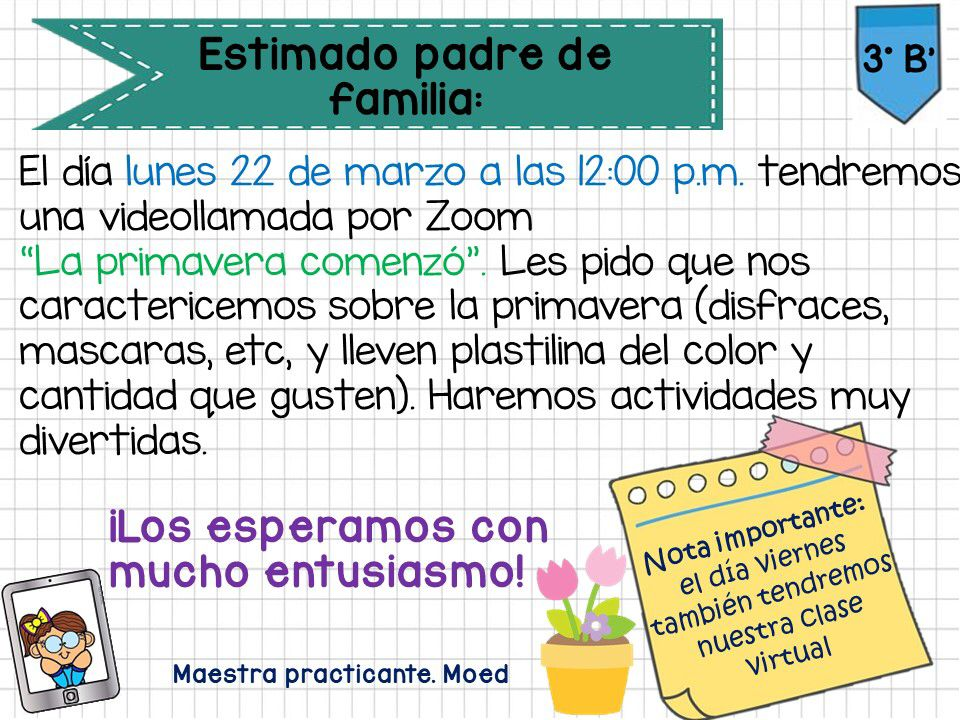 Estimado padre de
familia:
3° B'
El día lunes 22 de marzo a las 12:00 p.m. tendremos
una videollamada por Zoom
“La primavera comenzó”. Les pido que nos
caractericemos sobre la primavera (disfraces,
mascaras, etc, y lleven plastilina del color y
cantidad que gusten). Haremos actividades muy
divertidas.
¡Los esperamos con
mucho entusiasmo!
Maestra practicante. Moed
Nota importante:
el día viernes
también tendremos
nuestra clase
virtual